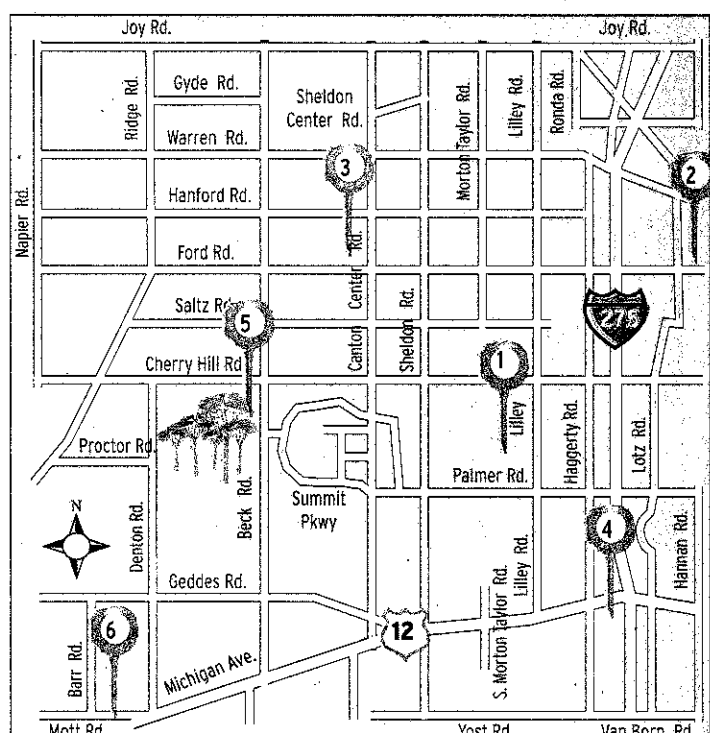 Joy Rd.
Joy Rd.
Gyde Rd.
Ridge Rd.
Sheldon
Center Rd.
Morton Taylor Rd.
Lilley Rd.
Ronda Rd.
Warren Rd.
3
2
Hanford Rd.
Napier Rd.
Ford Rd.
Canton Center Rd.
Saltz Rd.
5
Sheldon Rd.
275
Cherry Hill Rd
1
Lilley
Haggerty Rd.
Lotz Rd.
Proctor Rd.
Palmer Rd.
Beck Rd.
Summit
Pkwy
N
Denton Rd.
4
Hannan Rd.
Geddes Rd.
Lilley Rd.
S. Morton Taylor Rd.
12
6
Barr Rd.
Michigan Ave.
Mott Rd.
Yost Rd.
Van Born Rd